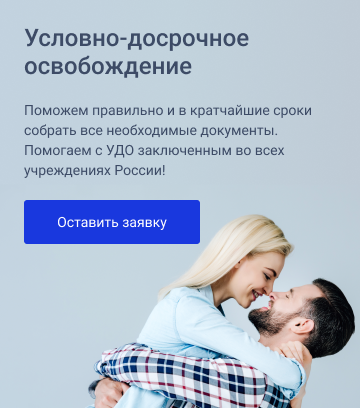 Условно-досрочное
освобождение
Поможем правильно и в кратчайшие сроки
собрать все необходимые документы.
Помогаем с УДО заключенным во всех
учреждениях России!
Оставить заявку